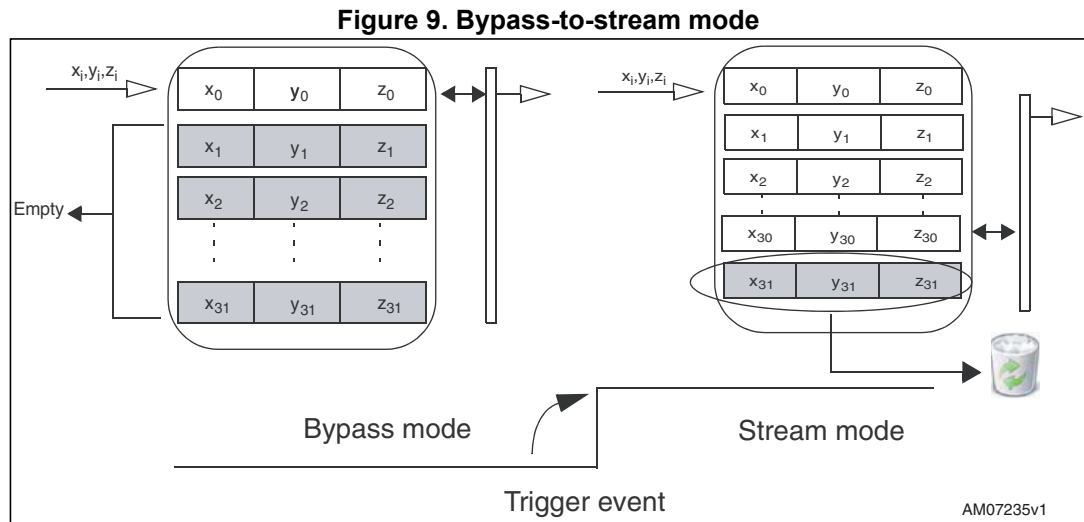 Figure 9. Bypass-to-stream mode
xᵢ,yᵢ,zᵢ
x₀ y₀ z₀
x₁ y₁ z₁
x₂ y₂ z₂
x₃₁ y₃₁ z₃₁
Empty
xᵢ,yᵢ,zᵢ
x₀ y₀ z₀
x₁ y₁ z₁
x₂ y₂ z₂
x₃₀ y₃₀ z₃₀
x₃₁ y₃₁ z₃₁
Bypass mode
Stream mode
Trigger event
AM07235v1